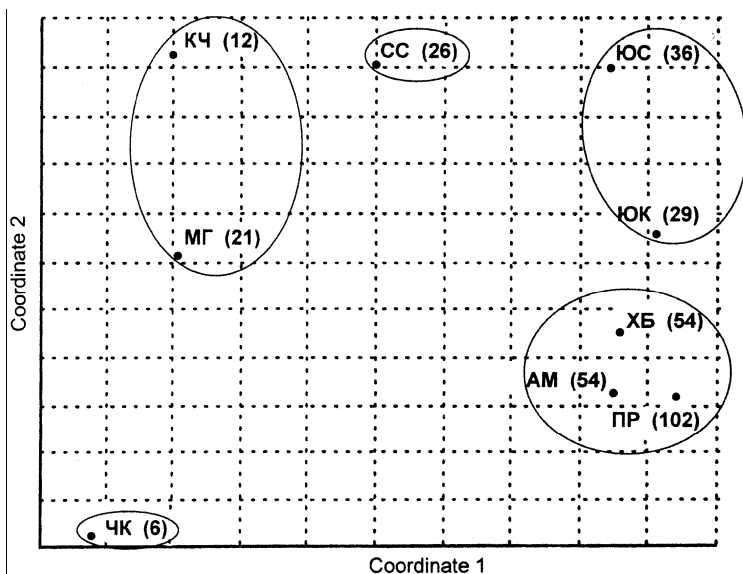 КЧ (12)
СС (26)
ЮС (36)
МГ (21)
ЮК (29)
ХБ (54)
АМ (54)
ПР (102)
ЧК (6)
Coordinate 2
Coordinate 1